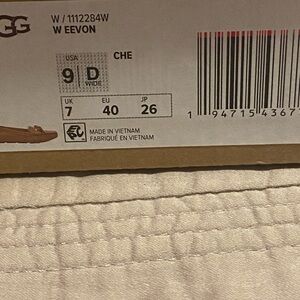 GG
W / 1112284W
W EEVON
CHE
USA
9 D
WIDE
UK EU JP
7 40 26
MADE IN VIETNAM
FABRIQUÉ EN VIETNAM
1 94715 4367